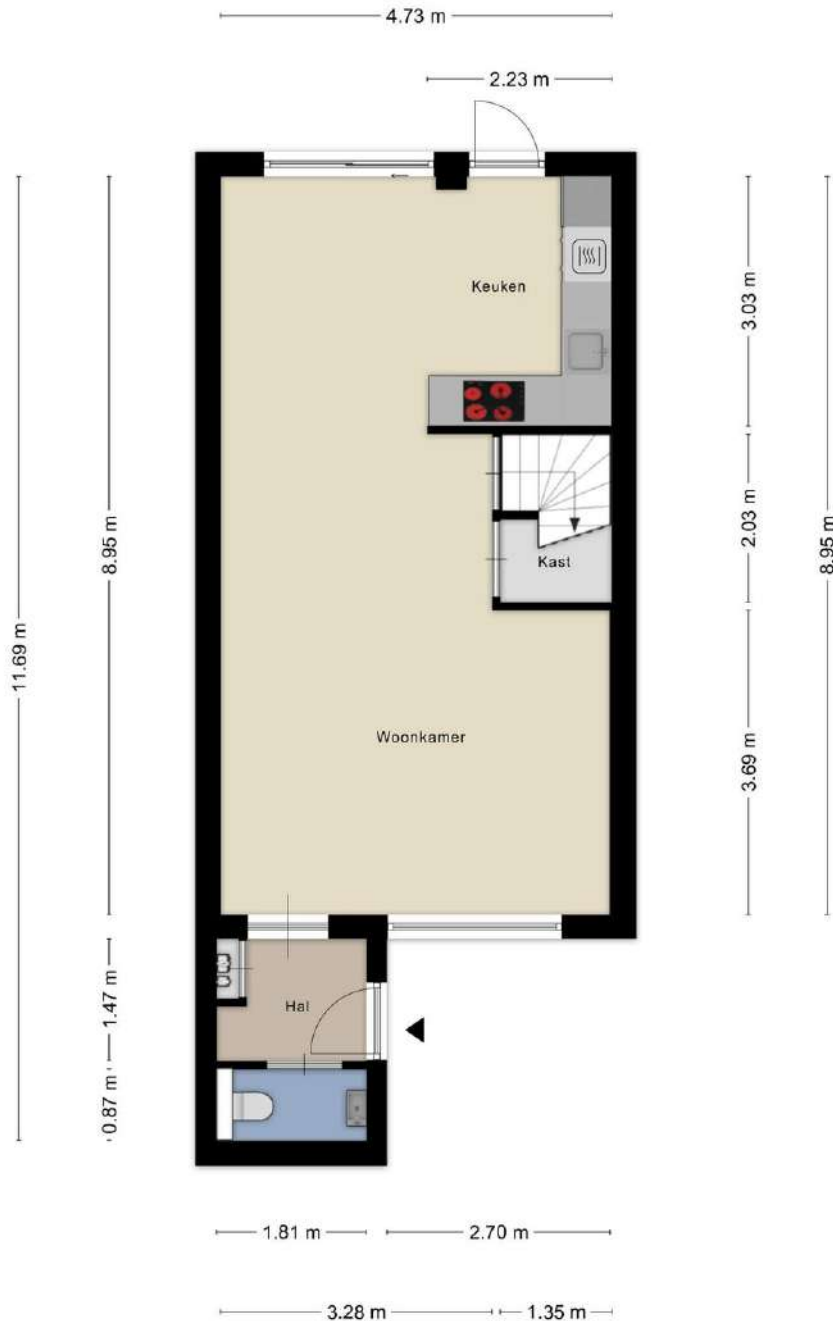 4.73 m
2.23 m
Keuken
3.03 m
8.95 m
2.03 m
8.95 m
Kast
11.69 m
Woonkamer
3.69 m
1.47 m
Hal
0.87 m
1.81 m
2.70 m
3.28 m
1.35 m